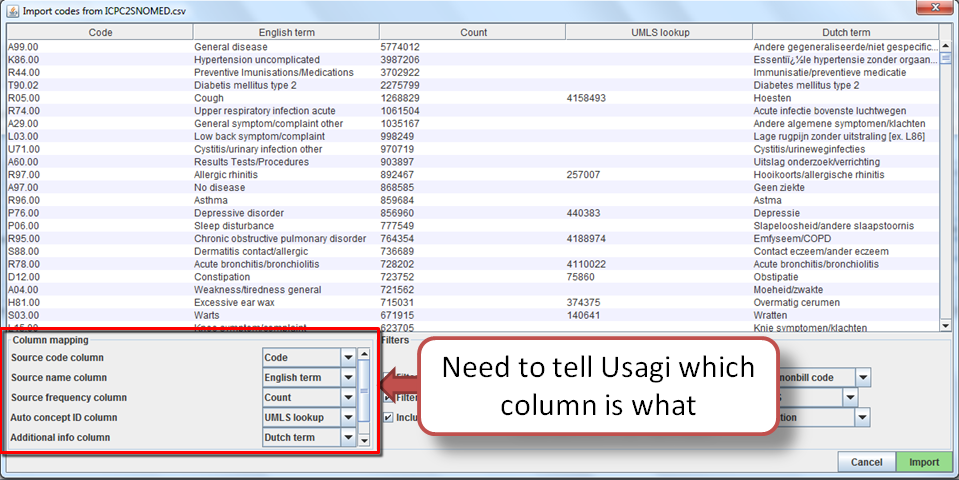 Import codes from ICPC2SNOMED.csv
Code English term Count UMLS lookup Dutch term
A99.00 General disease 5774012 Andere gegeneraliseerde/niet gespecific...
K86.00 Hypertension uncomplicated 3987206 Essentiï¿½le hypertensie zonder orgaan...
R44.00 Preventive Imunisations/Medications 3702922 Immunisatie/preventieve medicatie
T90.02 Diabetis mellitus type 2 2275799 Diabetes mellitus type 2
R05.00 Cough 1268829 4158493 Hoesten
R74.00 Upper respiratory infection acute 1061504 Acute infectie bovenste luchtwegen
A29.00 General symptom/complaint other 1035167 Andere algemene symptomen/klachten
L03.00 Low back symptom/complaint 998249 Lage rugpijn zonder uitstraling [ex. L86]
U71.00 Cystitis/urinary infection other 970719 Cystitis/urineweginfecties
A60.00 Results Tests/Procedures 903897 Uitslag onderzoek/verrichting
R97.00 Allergic rhinitis 892467 257007 Hooikoorts/allergische rhinitis
A97.00 No disease 868585 Geen ziekte
R96.00 Asthma 859684 Astma
P76.00 Depressive disorder 856960 440383 Depressie
P06.00 Sleep disturbance 777549 Slapeloosheid/andere slaapstoornis
R95.00 Chronic obstructive pulmonary disorder 764354 4188974 Emfyseem/COPD
S88.00 Dermatitis contact/allergic 736689 Contact eczeem/ander eczeem
R78.00 Acute bronchitis/bronchiolitis 728202 4110022 Acute bronchitis/bronchiolitis
D12.00 Constipation 723752 75860 Obstipatie
A04.00 Weakness/tiredness general 721562 Moeheid/zwakte
H81.00 Excessive ear wax 715031 374375 Overmatig cerumen
S03.00 Warts 671915 140641 Wratten
L15.00 Knee symptom/complaint 623705 Knie symptomen/klachten
Column mapping
Source code column Code
Source name column English term
Source frequency column Count
Auto concept ID column UMLS lookup
Additional info column Dutch term
Filters
Need to tell Usagi which
column is what
Cancel Import